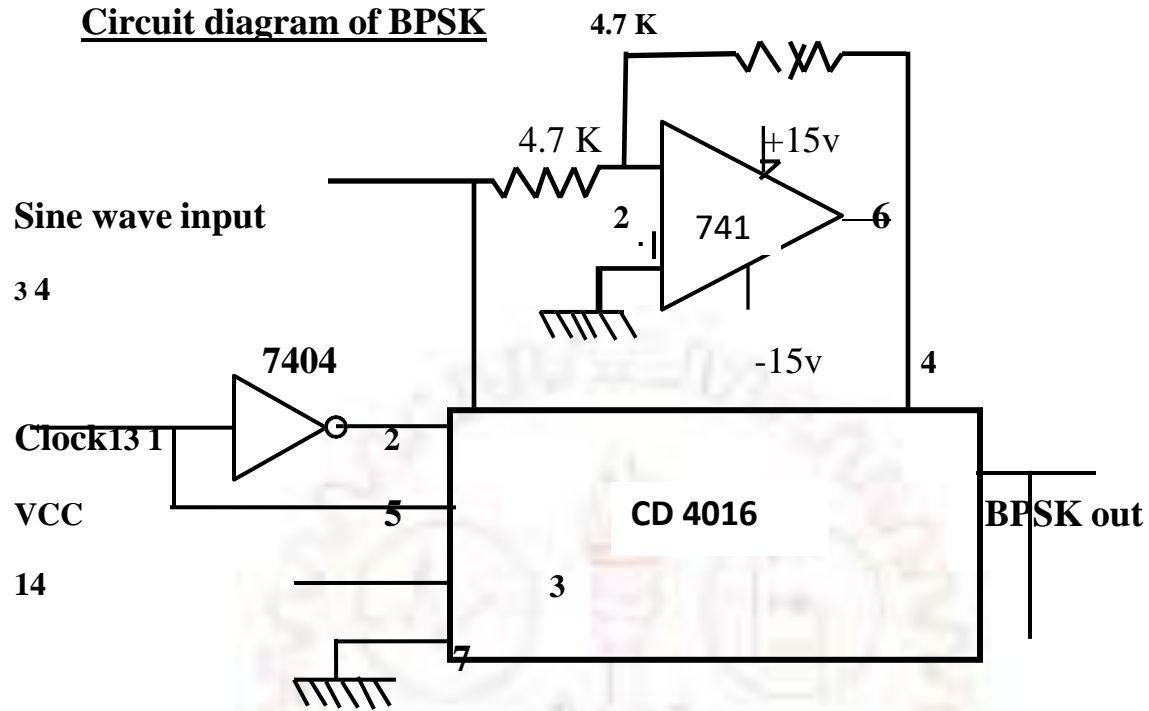 Circuit diagram of BPSK 4.7 K
4.7 K +15v
Sine wave input 2 741 6
3 4
7404 -15v 4
Clock13 1 2
VCC 5 CD 4016 BPSK out
14 3
7